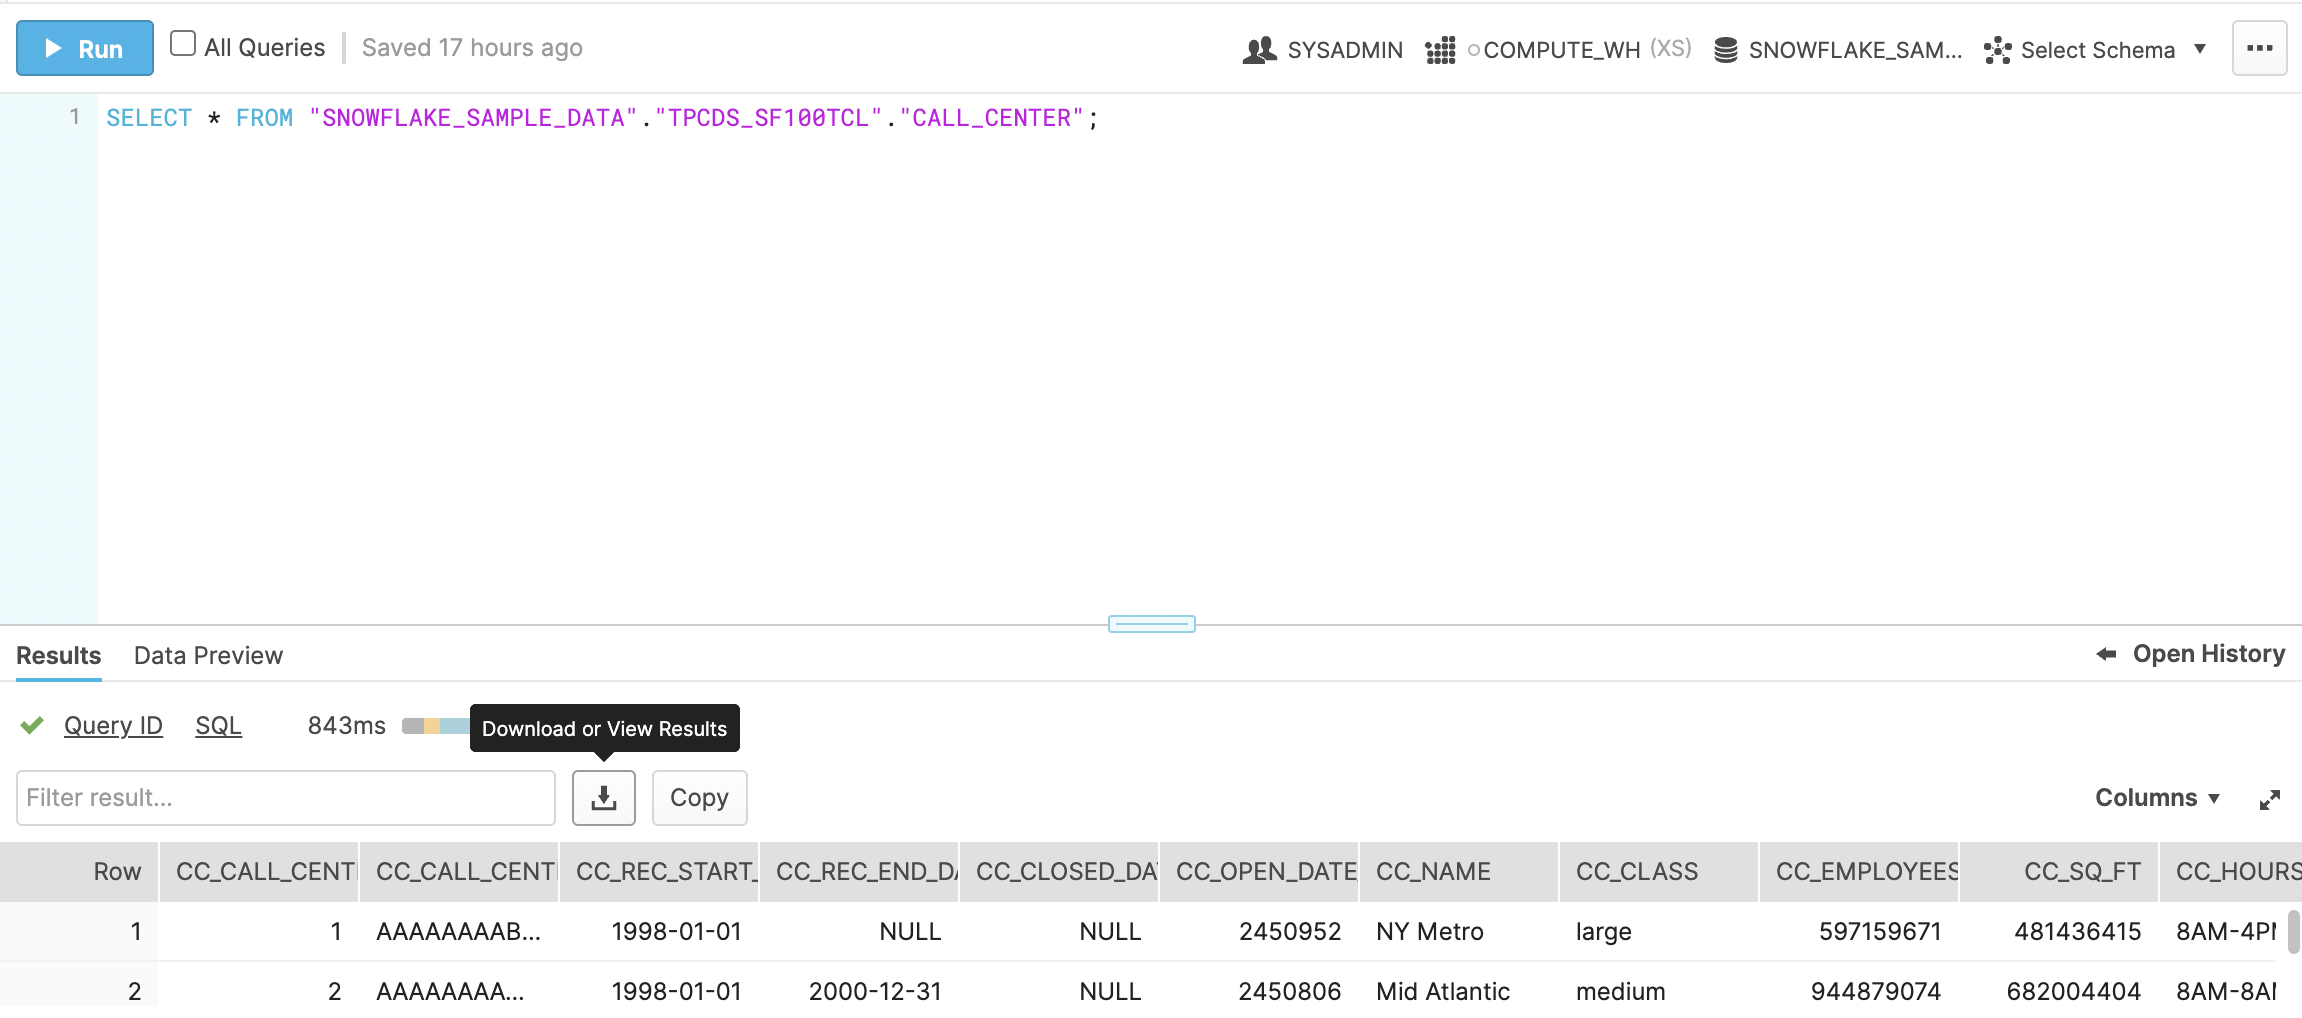 Run All Queries Saved 17 hours ago SYSADMIN COMPUTE_WH (XS) SNOWFLAKE_SAM... Select Schema
1 SELECT * FROM "SNOWFLAKE_SAMPLE_DATA"."TPCDS_SF100TCL"."CALL_CENTER";
Results Data Preview Open History
Query ID SQL 843ms Download or View Results
Filter result... Copy Columns
Row CC_CALL_CENT CC_CALL_CENT CC_REC_START_ CC_REC_END_DA CC_CLOSED_DA CC_OPEN_DATE CC_NAME CC_CLASS CC_EMPLOYEES CC_SQ_FT CC_HOURS
1 1 AAAAAAAAB... 1998-01-01 NULL NULL 2450952 NY Metro large 597159671 481436415 8AM-4PM
2 2 AAAAAAAA... 1998-01-01 2000-12-31 NULL 2450806 Mid Atlantic medium 944879074 682004404 8AM-8AM